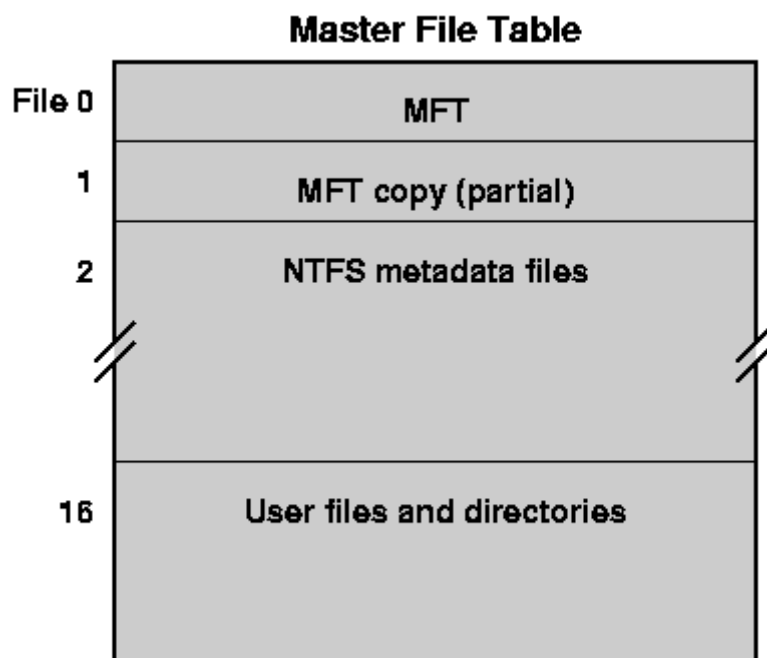 Master File Table
File 0 MFT
1 MFT copy (partial)
2 NTFS metadata files
16 User files and directories